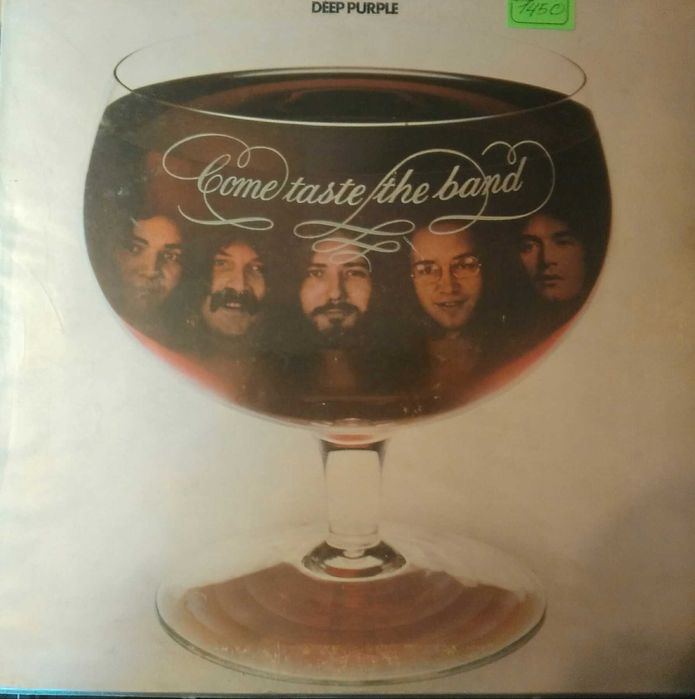 DEEP PURPLE
1450
Come taste the band